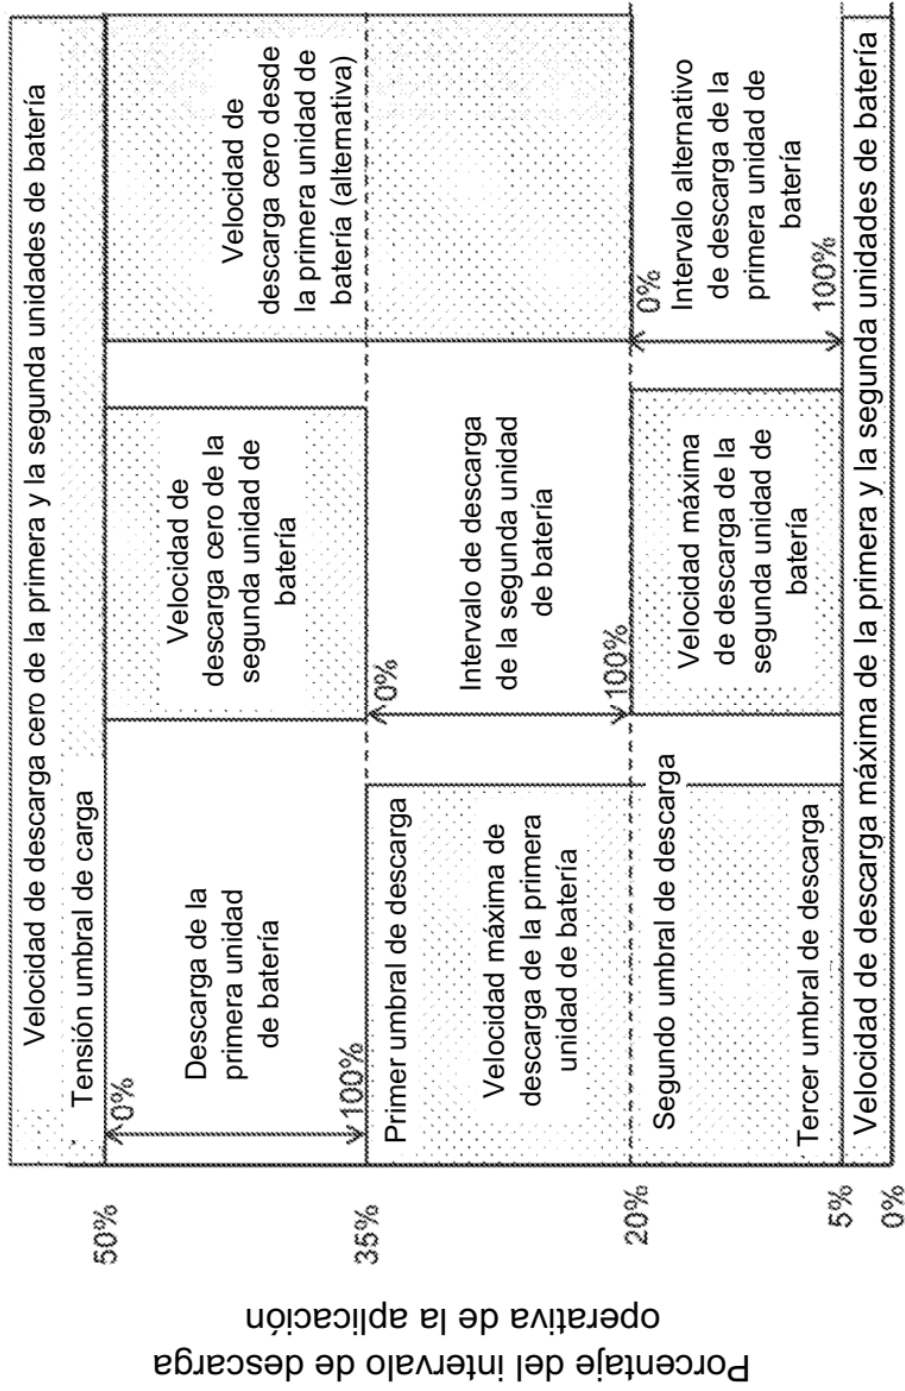 Velocidad de descarga cero de la primera y la segunda unidades de batería
Tensión umbral de carga
0%
Descarga de la
primera unidad
de batería
100%
Velocidad de
descarga cero de la
segunda unidad de
batería
Velocidad de
descarga cero desde
la primera unidad de
batería (alternativa)
Primer umbral de descarga
Velocidad máxima de
descarga de la primera
unidad de batería
0%
Intervalo de descarga
de la segunda unidad
de batería
100%
Segundo umbral de descarga
Velocidad máxima
de descarga de la
segunda unidad de
batería
0%
Intervalo alternativo
de descarga de la
primera unidad de
batería
100%
Tercer umbral de descarga
Velocidad de descarga máxima de la primera y la segunda unidades de batería
50%
35%
20%
5%
0%
Porcentaje del intervalo de descarga
operativa de la aplicación